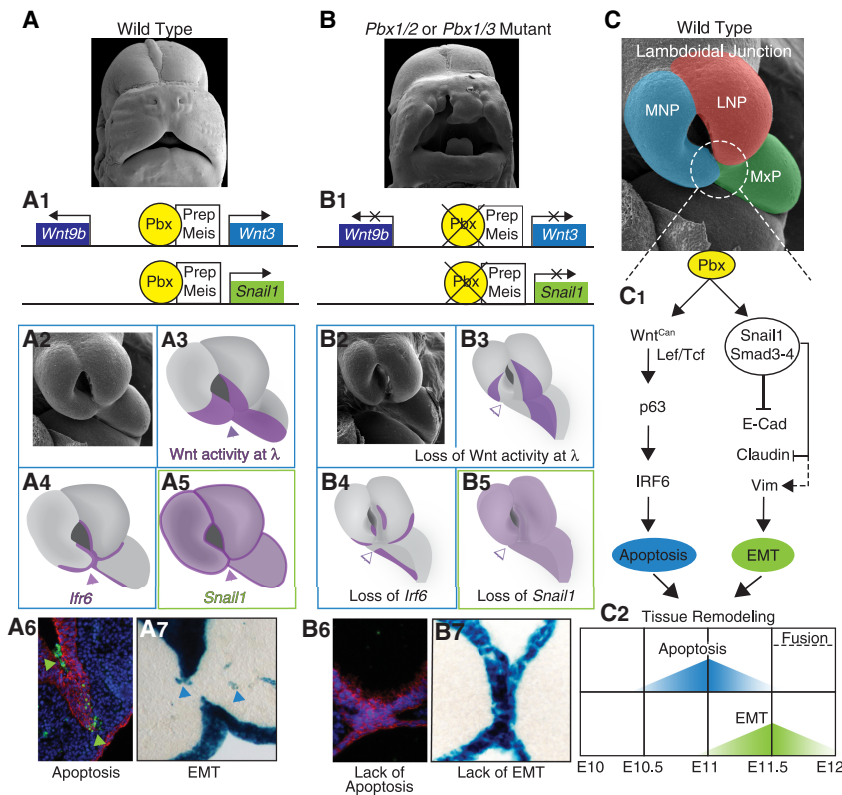 A
Wild Type
A1
Wnt9b
Pbx
Prep
Meis
Wnt3
Pbx
Prep
Meis
Snail1
A2
A3
Wnt activity at λ
A4
Ifr6
A5
Snail1
A6
Apoptosis
A7
EMT
B
Pbx1/2 or Pbx1/3 Mutant
B1
Wnt9b
Pbx
Prep
Meis
Wnt3
Pbx
Prep
Meis
Snail1
B2
B3
Loss of Wnt activity at λ
B4
Loss of Irf6
B5
Loss of Snail1
B6
Lack of
Apoptosis
B7
Lack of EMT
C
Wild Type
Lambdoidal Junction
MNP
LNP
MxP
Pbx
C1
WntCan
Lef/Tcf
p63
IRF6
Apoptosis
Snail1
Smad3-4
E-Cad
Claudin
Vim
EMT
C2
Tissue Remodeling
Apoptosis
Fusion
EMT
E10 E10.5 E11 E11.5 E12